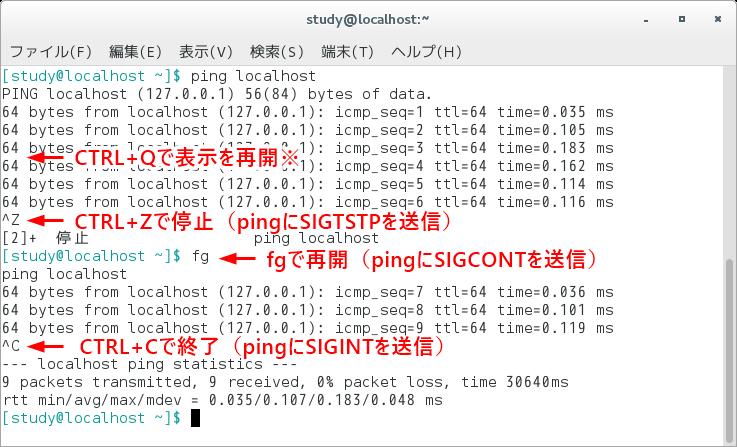 study@localhost:~
ファイル(F) 編集(E) 表示(V) 検索(S) 端末(T) ヘルプ(H)
[study@localhost ~]$ ping localhost
PING localhost (127.0.0.1) 56(84) bytes of data.
64 bytes from localhost (127.0.0.1): icmp_seq=1 ttl=64 time=0.035 ms
64 bytes from localhost (127.0.0.1): icmp_seq=2 ttl=64 time=0.105 ms
64 bytes from localhost (127.0.0.1): icmp_seq=3 ttl=64 time=0.183 ms
CTRL+Qで表示を再開※
64 bytes from localhost (127.0.0.1): icmp_seq=4 ttl=64 time=0.162 ms
64 bytes from localhost (127.0.0.1): icmp_seq=5 ttl=64 time=0.114 ms
64 bytes from localhost (127.0.0.1): icmp_seq=6 ttl=64 time=0.116 ms
^Z CTRL+Zで停止（pingにSIGTSTPを送信）
[2]+ 停止 ping localhost
[study@localhost ~]$ fg fgで再開（pingにSIGCONTを送信）
ping localhost
64 bytes from localhost (127.0.0.1): icmp_seq=7 ttl=64 time=0.036 ms
64 bytes from localhost (127.0.0.1): icmp_seq=8 ttl=64 time=0.101 ms
64 bytes from localhost (127.0.0.1): icmp_seq=9 ttl=64 time=0.119 ms
^C CTRL+Cで終了（pingにSIGINTを送信）
--- localhost ping statistics ---
9 packets transmitted, 9 received, 0% packet loss, time 30640ms
rtt min/avg/max/mdev = 0.035/0.107/0.183/0.048 ms
[study@localhost ~]$